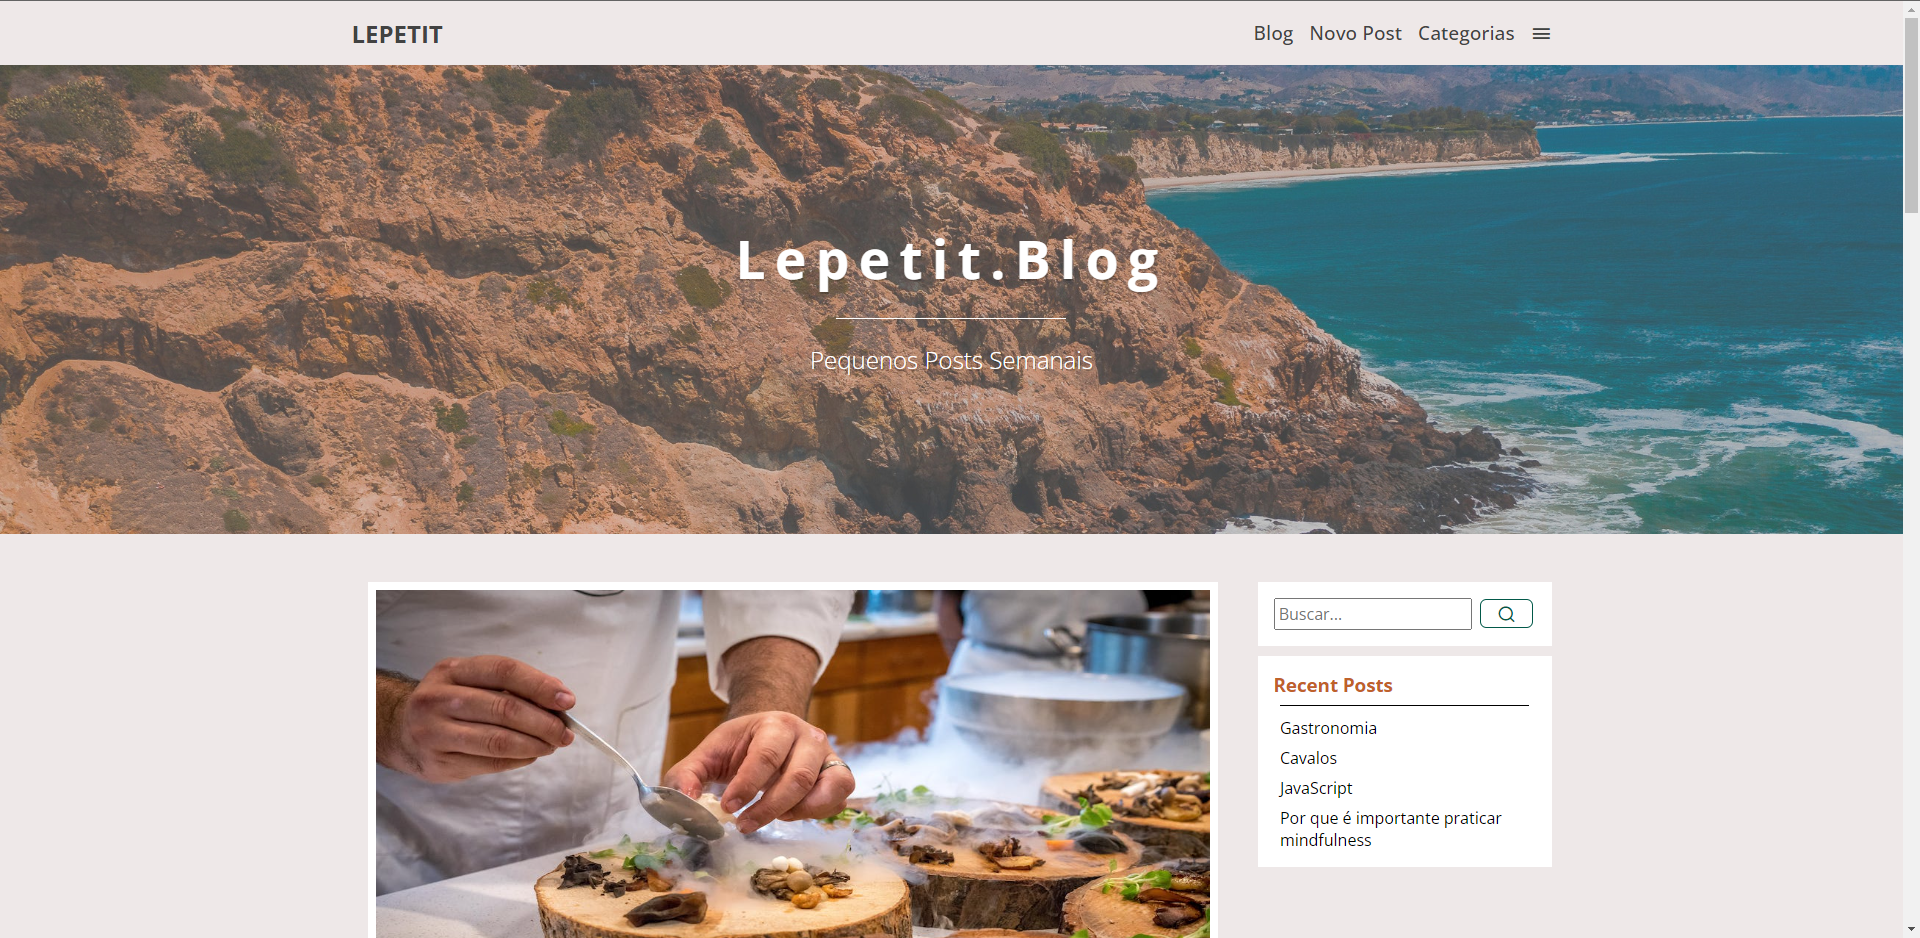 LEPETIT
Blog Novo Post Categorias
Lepetit.Blog
Pequenos Posts Semanais
Buscar...
Recent Posts
Gastronomia
Cavalos
JavaScript
Por que é importante praticar
mindfulness